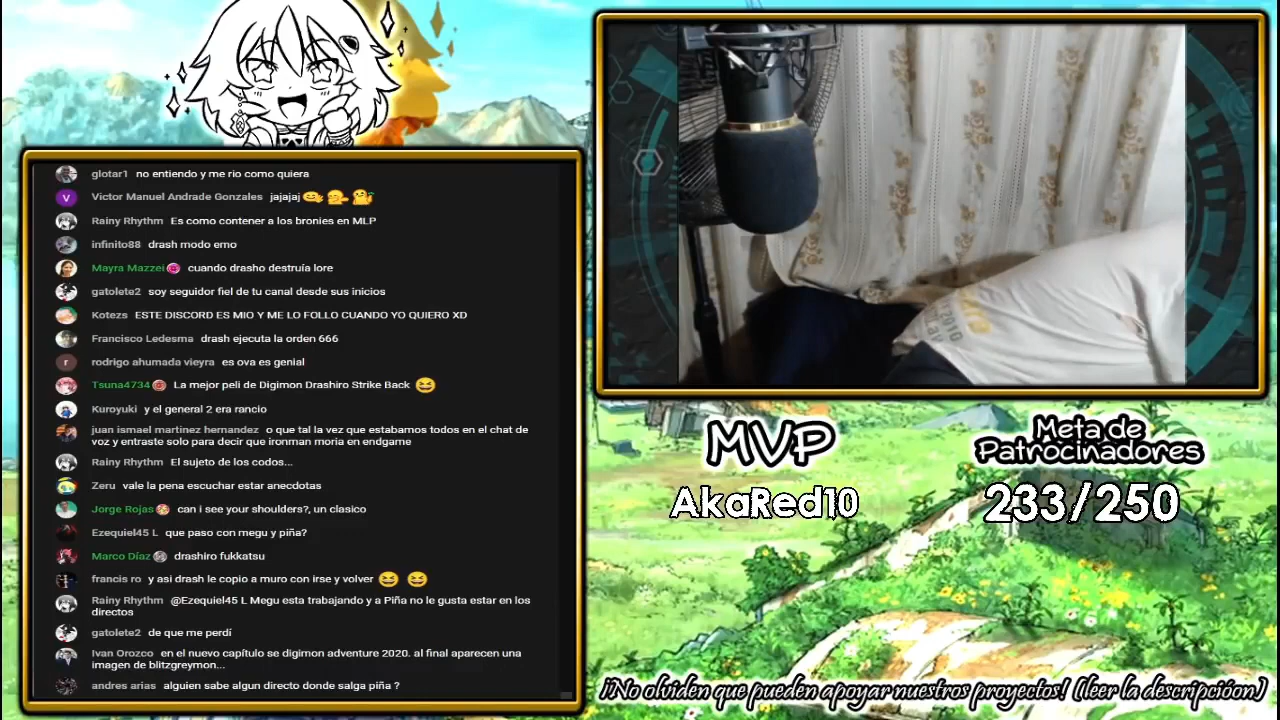 glotar1 no entiendo y me rio como quiera
Victor Manuel Andrade Gonzales jajajaj
Rainy Rhythm Es como contener a los bronies en MLP
infinito88 drash modo emo
Mayra Mazzei cuando drasho destruía lore
gatolete2 soy seguidor fiel de tu canal desde sus inicios
Kotezs ESTE DISCORD ES MIO Y ME LO FOLLO CUANDO YO QUIERO XD
Francisco Ledesma drash ejecuta la orden 666
rodrigo ahumada vieyra es ova es genial
Tsuna4734 La mejor peli de Digimon Drashiro Strike Back
Kuroyuki y el general 2 era rancio
juan ismael martinez hernandez o que tal la vez que estabamos todos en el chat de
voz y entraste solo para decir que ironman moria en endgame
Rainy Rhythm El sujeto de los codos...
Zeru vale la pena escuchar estar anecdotas
Jorge Rojas can i see your shoulders?, un clasico
Ezequiel45 L que paso con megu y piña?
Marco Díaz drashiro fukkatsu
francis ro y asi drash le copio a muro con irse y volver
Rainy Rhythm @Ezequiel45 L Megu esta trabajando y a Piña no le gusta estar en los
directos
gatolete2 de que me perdí
Ivan Orozco en el nuevo capítulo se digimon adventure 2020. al final aparecen una
imagen de blitzgreymon...
andres arias alguien sabe algun directo donde salga piña ?
2010
MVP
AkaRed10
Meta de
Patrocinadores
233/250
¡¡No olviden que pueden apoyar nuestros proyectos! (leer la descripcióon)